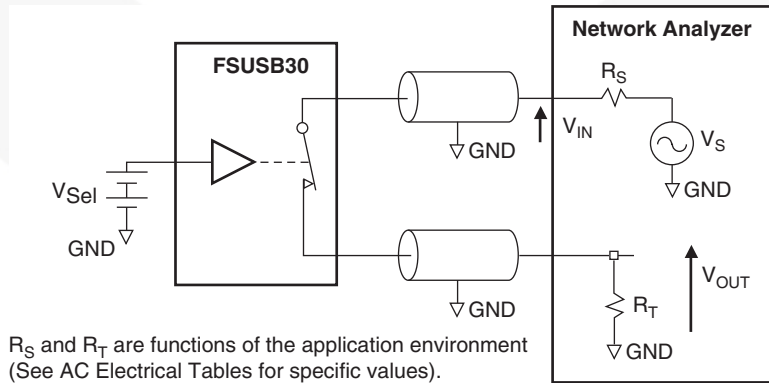 Network Analyzer
FSUSB30
R_S
V_IN
V_S
GND
GND
V_Sel
GND
V_OUT
GND
R_T
GND
R_S and R_T are functions of the application environment
(See AC Electrical Tables for specific values).